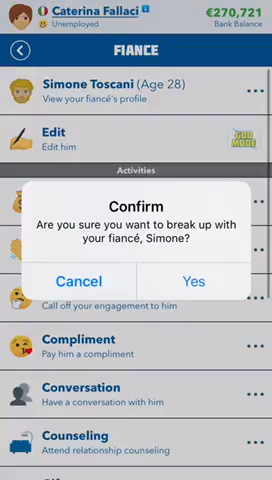 Caterina Fallaci
€270,721
Unemployed
Bank Balance
FIANCE
Simone Toscani (Age 28)
View your fiancé's profile
Edit
Edit him
GOD
MODE
Activities
Confirm
Are you sure you want to break up with
your fiancé, Simone?
Cancel
Yes
Call off your engagement to him
Compliment
Pay him a compliment
Conversation
Have a conversation with him
Counseling
Attend relationship counseling